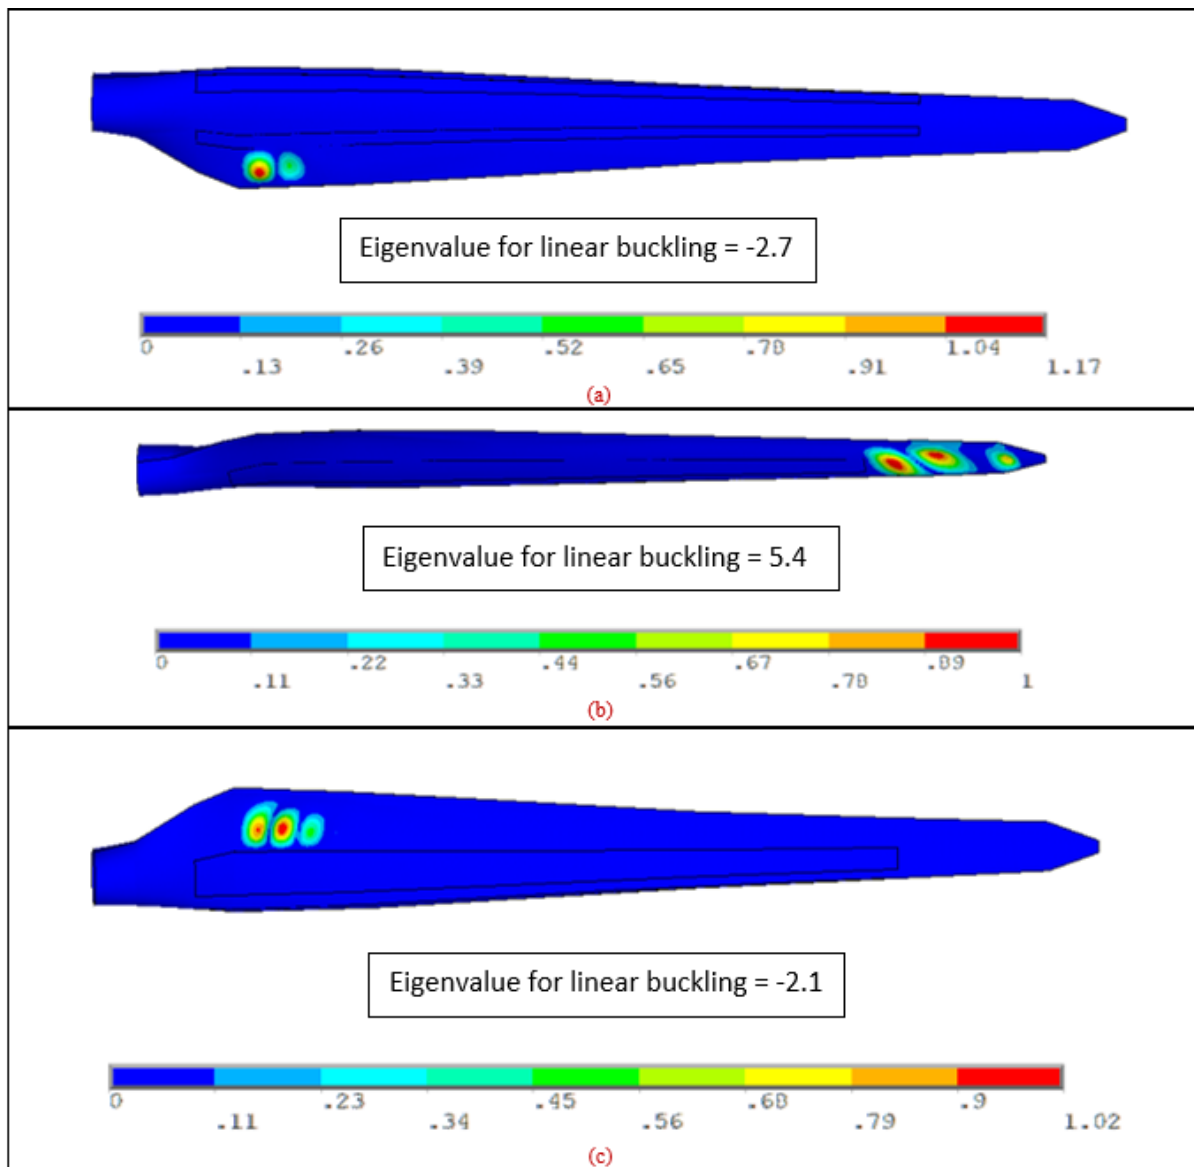 Eigenvalue for linear buckling = -2.7
0 .26 .52 .78 1.04
.13 .39 .65 .91 1.17
(a)
Eigenvalue for linear buckling = 5.4
0 .22 .44 .67 .89
.11 .33 .56 .78 1
(b)
Eigenvalue for linear buckling = -2.1
0 .23 .45 .68 .9
.11 .34 .56 .79 1.02
(c)